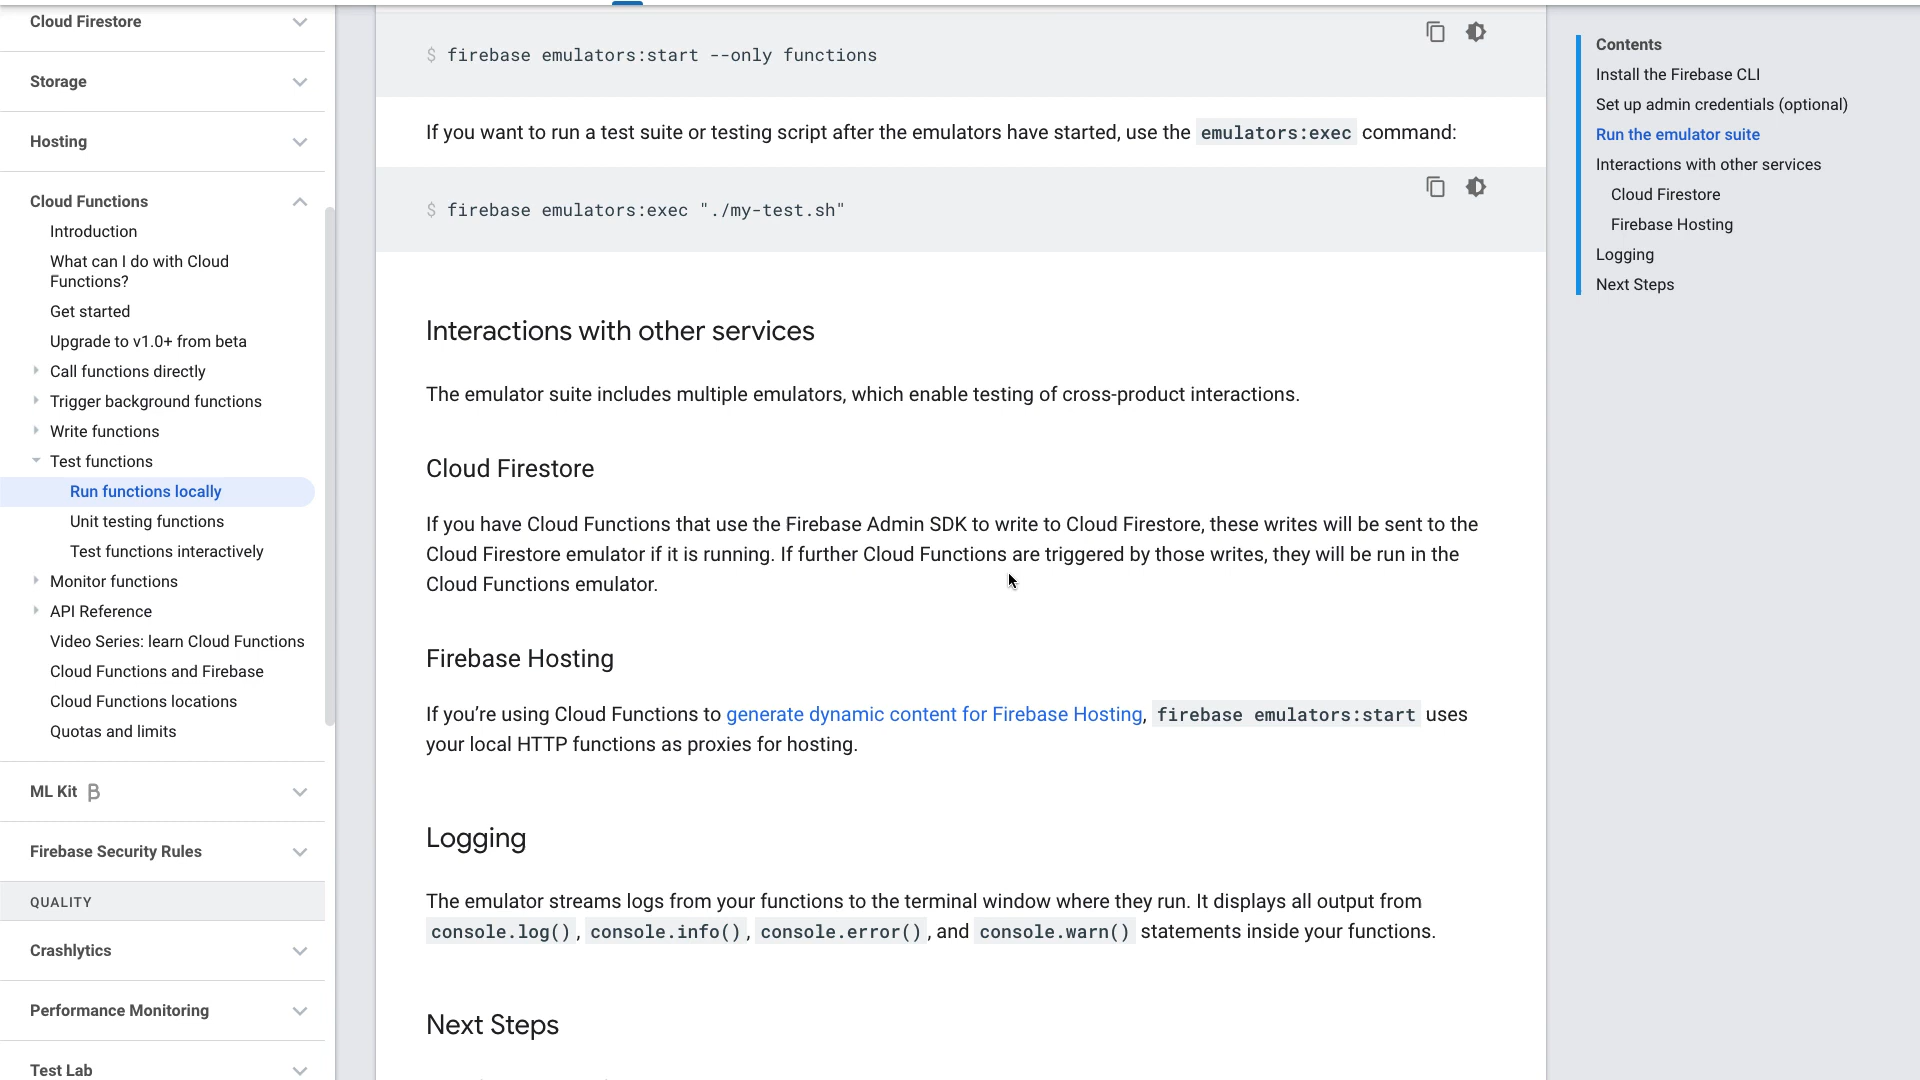 Cloud Firestore
Storage
Hosting
Cloud Functions
Introduction
What can I do with Cloud
Functions?
Get started
Upgrade to v1.0+ from beta
Call functions directly
Trigger background functions
Write functions
Test functions
Run functions locally
Unit testing functions
Test functions interactively
Monitor functions
API Reference
Video Series: learn Cloud Functions
Cloud Functions and Firebase
Cloud Functions locations
Quotas and limits
ML Kit β
Firebase Security Rules
QUALITY
Crashlytics
Performance Monitoring
Test Lab
$ firebase emulators:start --only functions
If you want to run a test suite or testing script after the emulators have started, use the emulators:exec command:
$ firebase emulators:exec "./my-test.sh"
Interactions with other services
The emulator suite includes multiple emulators, which enable testing of cross-product interactions.
Cloud Firestore
If you have Cloud Functions that use the Firebase Admin SDK to write to Cloud Firestore, these writes will be sent to the
Cloud Firestore emulator if it is running. If further Cloud Functions are triggered by those writes, they will be run in the
Cloud Functions emulator.
Firebase Hosting
If you’re using Cloud Functions to generate dynamic content for Firebase Hosting, firebase emulators:start uses
your local HTTP functions as proxies for hosting.
Logging
The emulator streams logs from your functions to the terminal window where they run. It displays all output from
console.log(), console.info(), console.error(), and console.warn() statements inside your functions.
Next Steps
Contents
Install the Firebase CLI
Set up admin credentials (optional)
Run the emulator suite
Interactions with other services
Cloud Firestore
Firebase Hosting
Logging
Next Steps